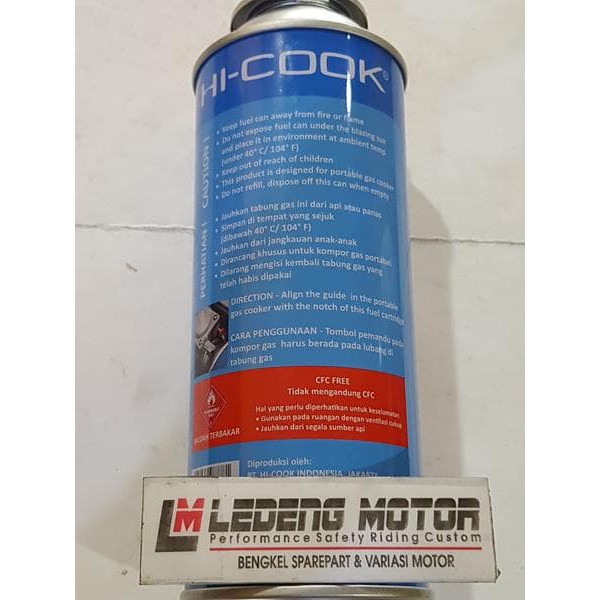 HI-COOK®
CAUTION !
• Keep fuel can away from fire or flame
• Do not expose fuel can under the blazing sun
and place it in environment at ambient temp
(under 40° C/ 104° F)
• Keep out of reach of children
• This product is designed for portable gas cooker
• Do not refill, dispose off this can when empty
PERHATIAN !
• Jauhkan tabung gas ini dari api atau panas
• Simpan di tempat yang sejuk
(dibawah 40° C/ 104° F)
• Jauhkan dari jangkauan anak-anak
• Dirancang khusus untuk kompor gas portabel
• Dilarang mengisi kembali tabung gas yang
telah habis dipakai
DIRECTION - Align the guide in the portable
gas cooker with the notch of this fuel cartridge
CARA PENGGUNAAN - Tombol pemandu pada
kompor gas harus berada pada lubang di
tabung gas
CFC FREE
Tidak mengandung CFC
Hal yang perlu diperhatikan untuk keselamatan
• Gunakan pada ruangan dengan ventilasi
• Jauhkan dari segala sumber api
MUDAH TERBAKAR
Diproduksi oleh:
PT. HI-COOK INDONESIA, JAKARTA
LM LEDENG MOTOR
Performance Safety Riding Custom
BENGKEL SPAREPART & VARIASI MOTOR